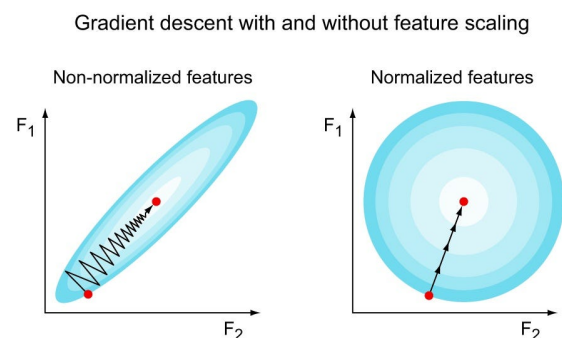 Gradient descent with and without feature scaling
Non-normalized features
Normalized features
F₁
F₁
F₂
F₂